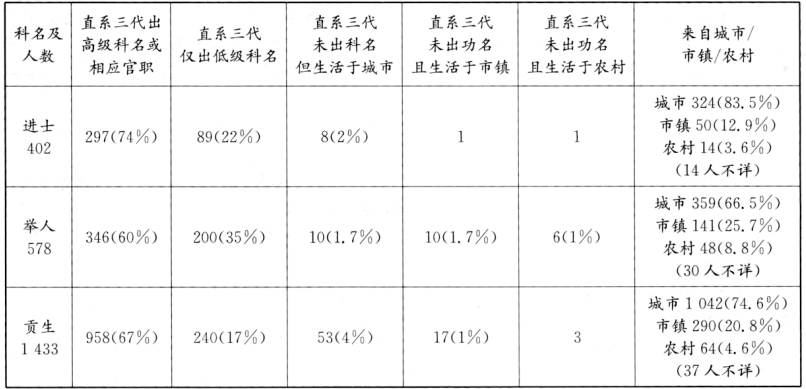 科名及
人数
直系三代出
高级科名或
相应官职
直系三代
仅出低级科名
直系三代
未出科名
但生活于城市
直系三代
未出功名
且生活于市镇
直系三代
未出功名
且生活于农村
来自城市/
市镇/农村
进士
402
297(74%)
89(22%)
8(2%)
1
1
城市 324(83.5%)
市镇 50(12.9%)
农村 14(3.6%)
(14 人不详)
举人
578
346(60%)
200(35%)
10(1.7%)
10(1.7%)
6(1%)
城市 359(66.5%)
市镇 141(25.7%)
农村 48(8.8%)
(30 人不详)
贡生
1 433
958(67%)
240(17%)
53(4%)
17(1%)
3
城市 1 042(74.6%)
市镇 290(20.8%)
农村 64(4.6%)
(37 人不详)